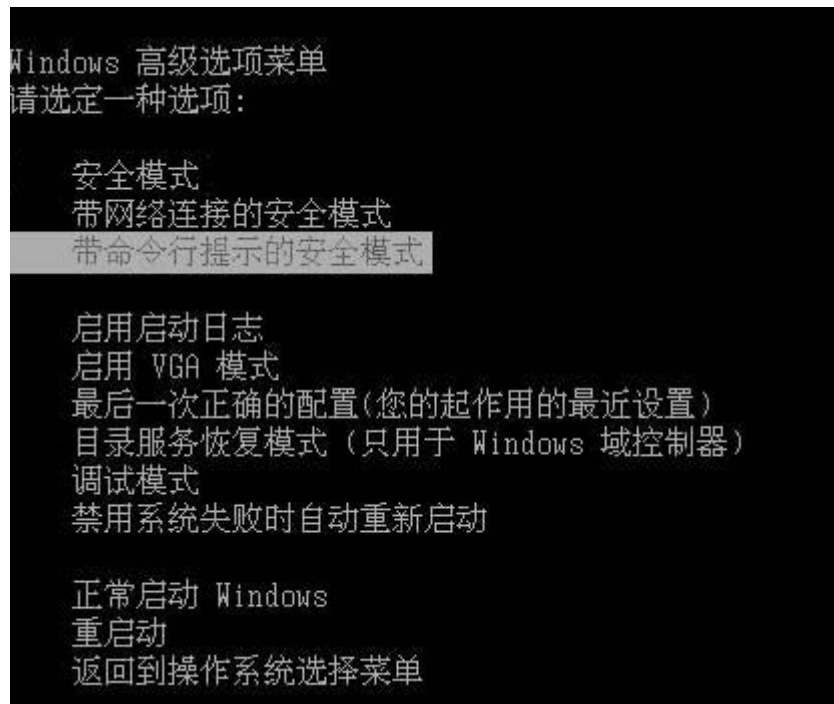 Windows 高级选项菜单
请选定一种选项:
安全模式
带网络连接的安全模式
带命令行提示的安全模式
启用启动日志
启用 VGA 模式
最后一次正确的配置(您的起作用的最近设置)
目录服务恢复模式 (只用于 Windows 域控制器)
调试模式
禁用系统失败时自动重新启动
正常启动 Windows
重启动
返回到操作系统选择菜单